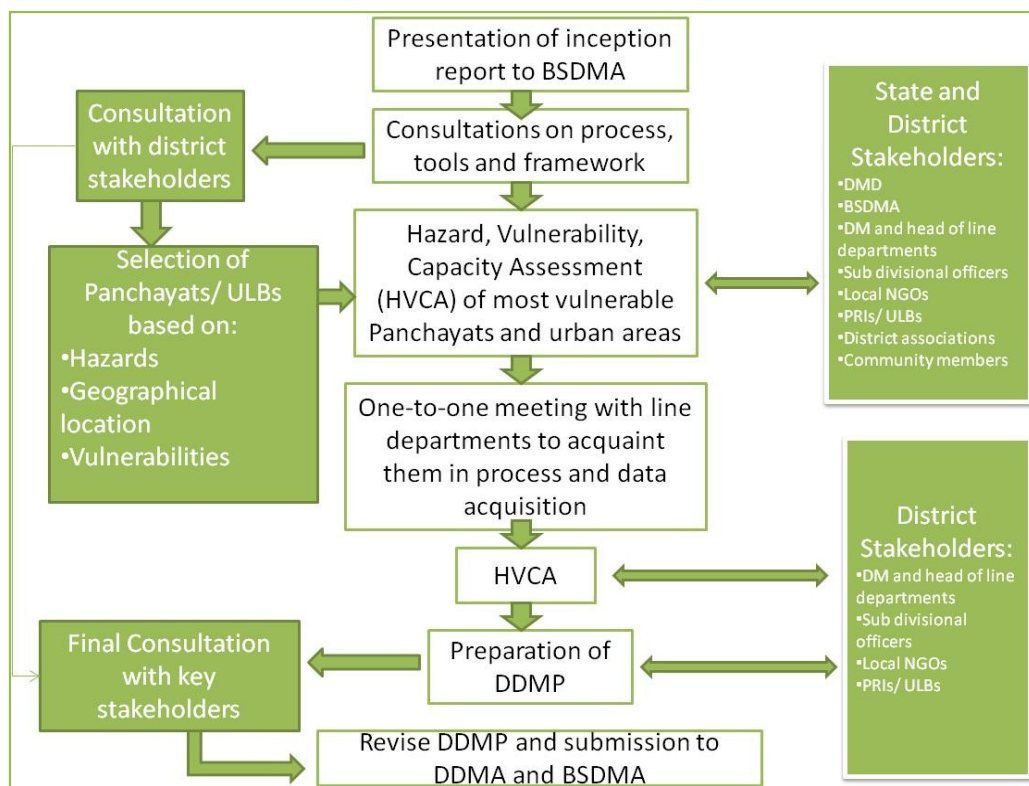 Presentation of inception
report to BSDMA
Consultation
with district
stakeholders
Consultations on process,
tools and framework
State and
District
Stakeholders:
▪DMD
▪BSDMA
▪DM and head of line
departments
▪Sub divisional officers
▪Local NGOs
▪PRIs/ ULBs
▪District associations
▪Community members
Selection of
Panchayats/ ULBs
based on:
•Hazards
•Geographical
location
•Vulnerabilities
Hazard, Vulnerability,
Capacity Assessment
(HVCA) of most vulnerable
Panchayats and urban areas
One-to-one meeting with line
departments to acquaint
them in process and data
acquisition
District
Stakeholders:
▪DM and head of line
departments
▪Sub divisional
officers
▪Local NGOs
▪PRIs/ ULBs
HVCA
Preparation of
DDMP
Final Consultation
with key
stakeholders
Revise DDMP and submission to
DDMA and BSDMA